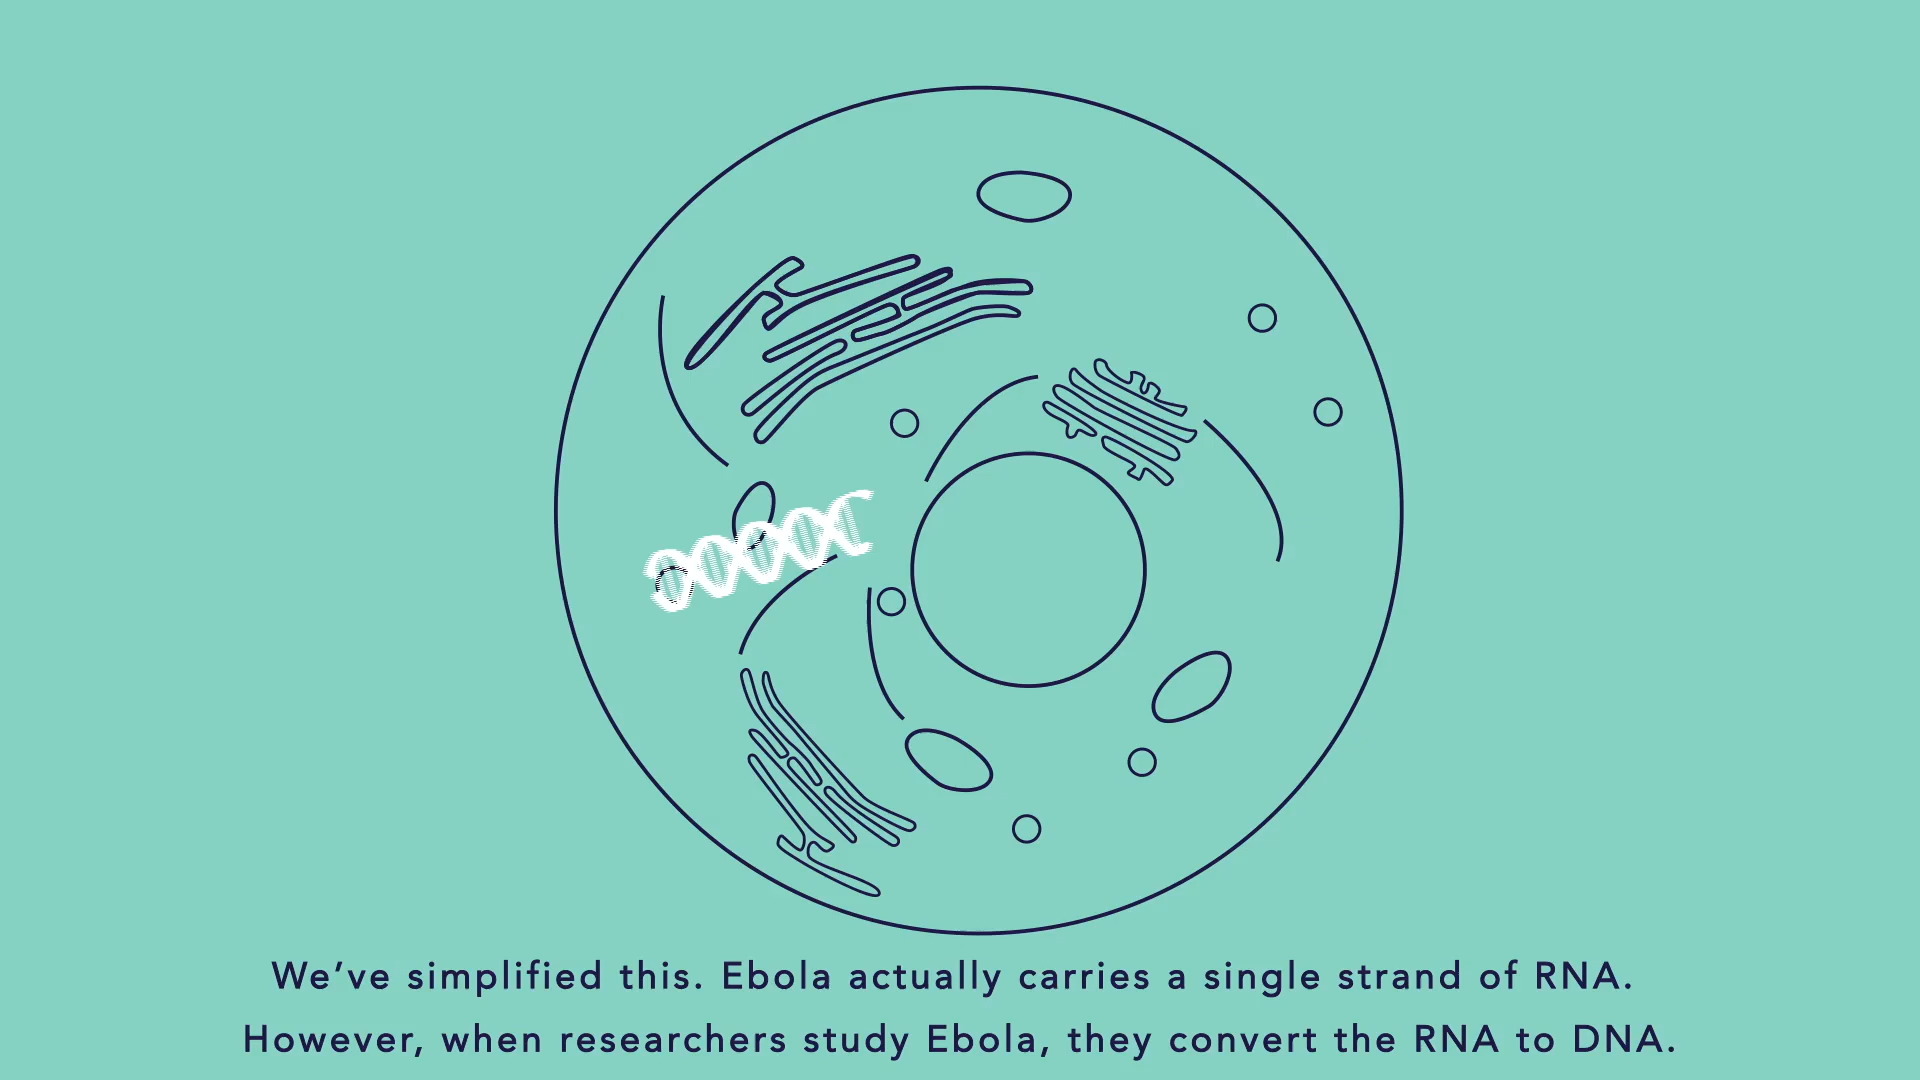 We’ve simplified this. Ebola actually carries a single strand of RNA.
However, when researchers study Ebola, they convert the RNA to DNA.